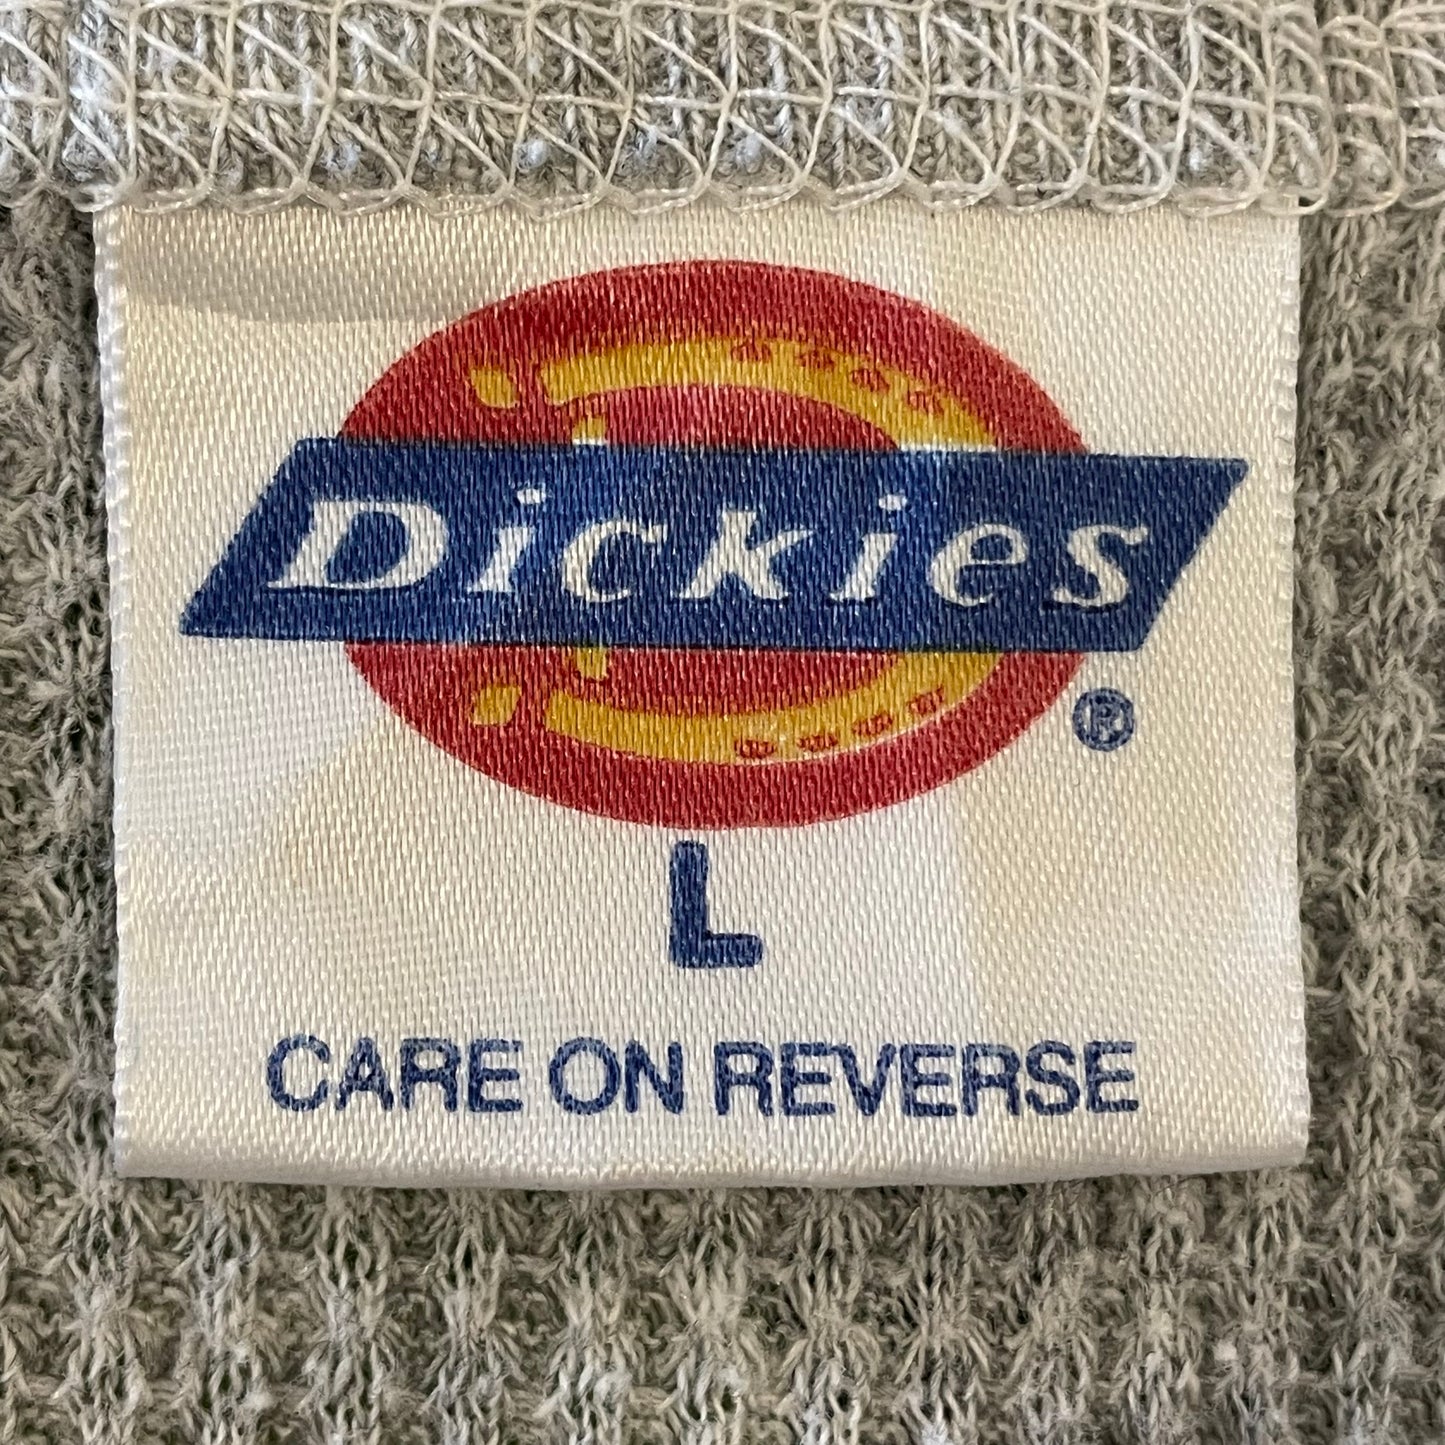 Dickies
®
L
CARE ON REVERSE